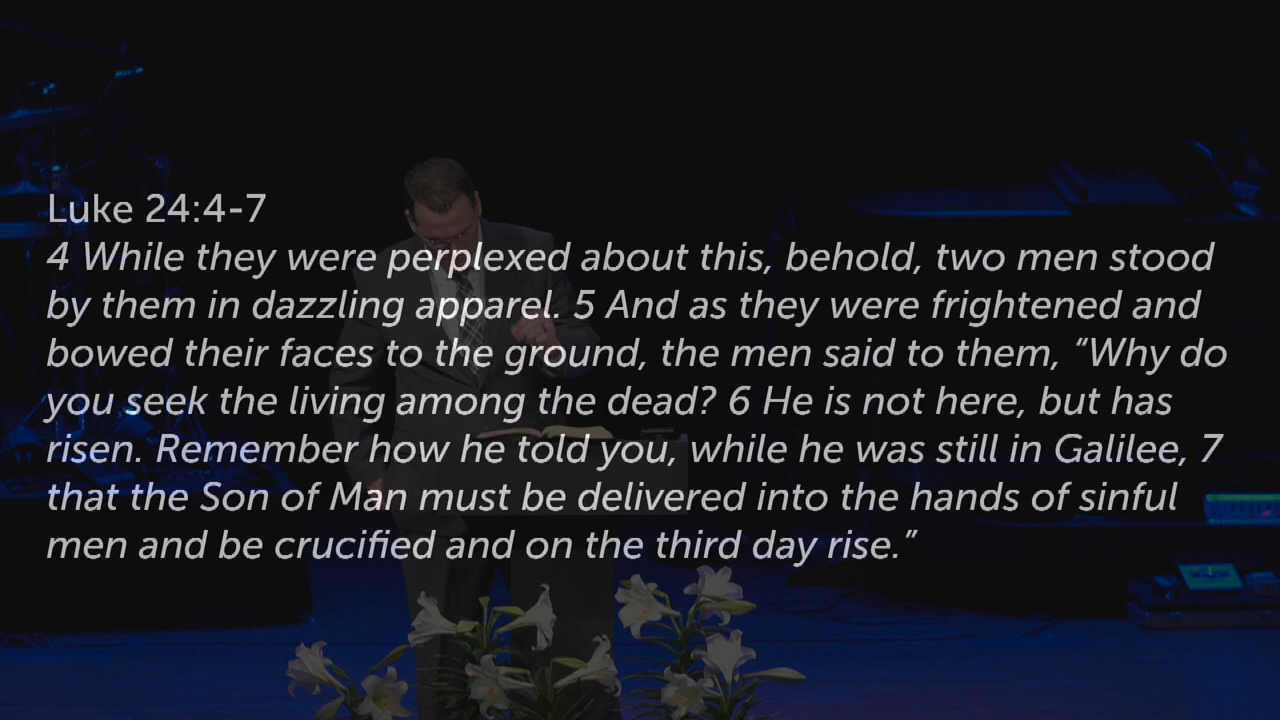 Luke 24:4-7
4 While they were perplexed about this, behold, two men stood
by them in dazzling apparel. 5 And as they were frightened and
bowed their faces to the ground, the men said to them, “Why do
you seek the living among the dead? 6 He is not here, but has
risen. Remember how he told you, while he was still in Galilee, 7
that the Son of Man must be delivered into the hands of sinful
men and be crucified and on the third day rise.”